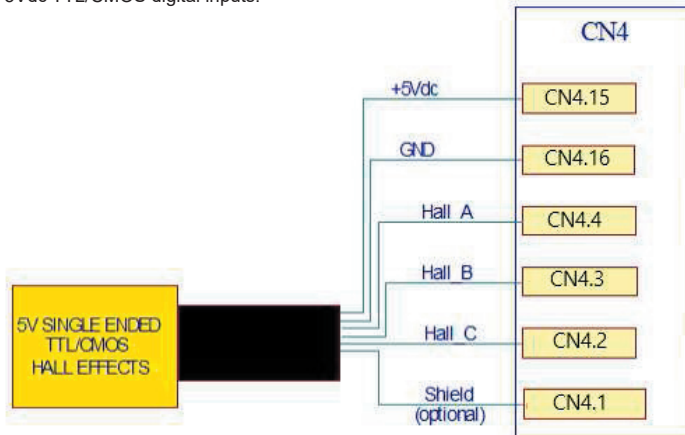 5Vdc TTL/CMOS digital inputs.
CN4
+5Vdc
CN4.15
GND
CN4.16
Hall_A
CN4.4
Hall_B
CN4.3
Hall_C
CN4.2
Shield
(optional)
CN4.1
5V SINGLE ENDED
TTL/CMOS
HALL EFFECTS